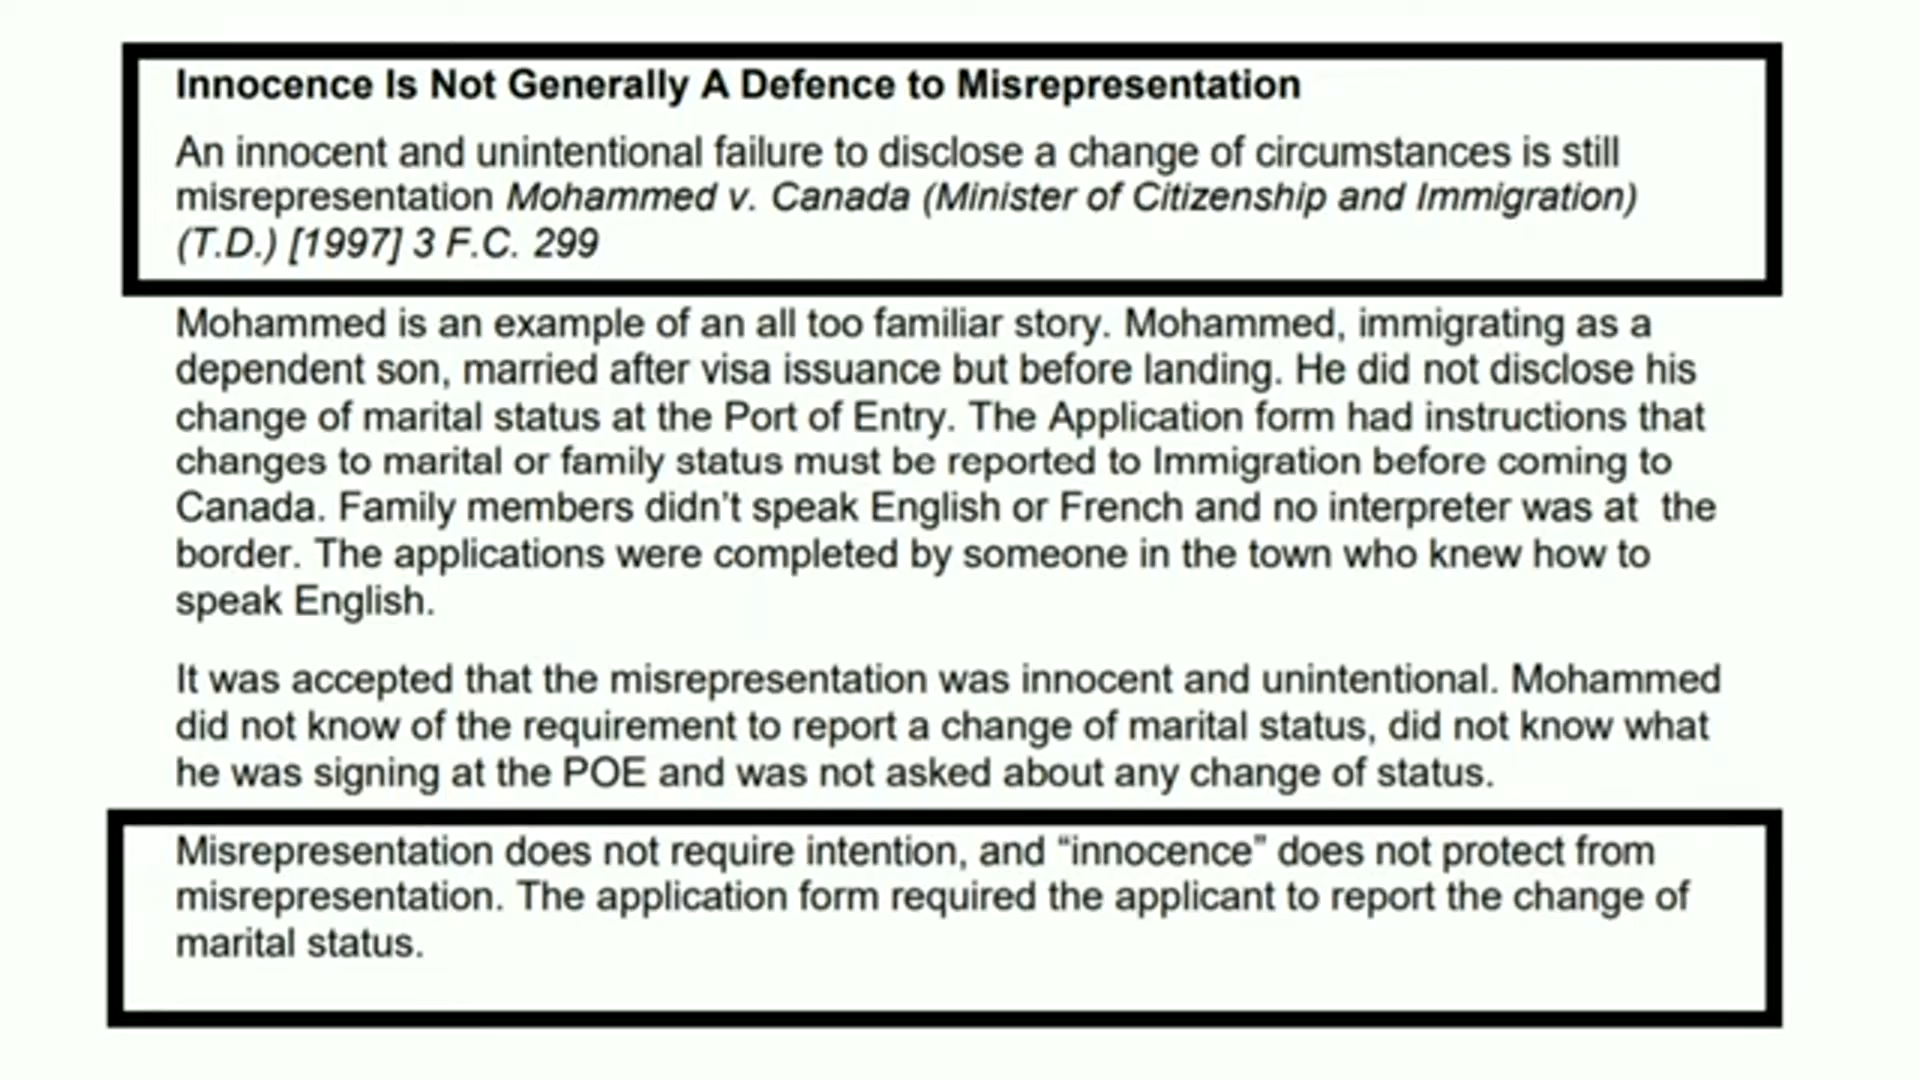 Innocence Is Not Generally A Defence to Misrepresentation
An innocent and unintentional failure to disclose a change of circumstances is still
misrepresentation Mohammed v. Canada (Minister of Citizenship and Immigration)
(T.D.) [1997] 3 F.C. 299
Mohammed is an example of an all too familiar story. Mohammed, immigrating as a
dependent son, married after visa issuance but before landing. He did not disclose his
change of marital status at the Port of Entry. The Application form had instructions that
changes to marital or family status must be reported to Immigration before coming to
Canada. Family members didn’t speak English or French and no interpreter was at  the
border. The applications were completed by someone in the town who knew how to
speak English.
It was accepted that the misrepresentation was innocent and unintentional. Mohammed
did not know of the requirement to report a change of marital status, did not know what
he was signing at the POE and was not asked about any change of status.
Misrepresentation does not require intention, and “innocence” does not protect from
misrepresentation. The application form required the applicant to report the change of
marital status.